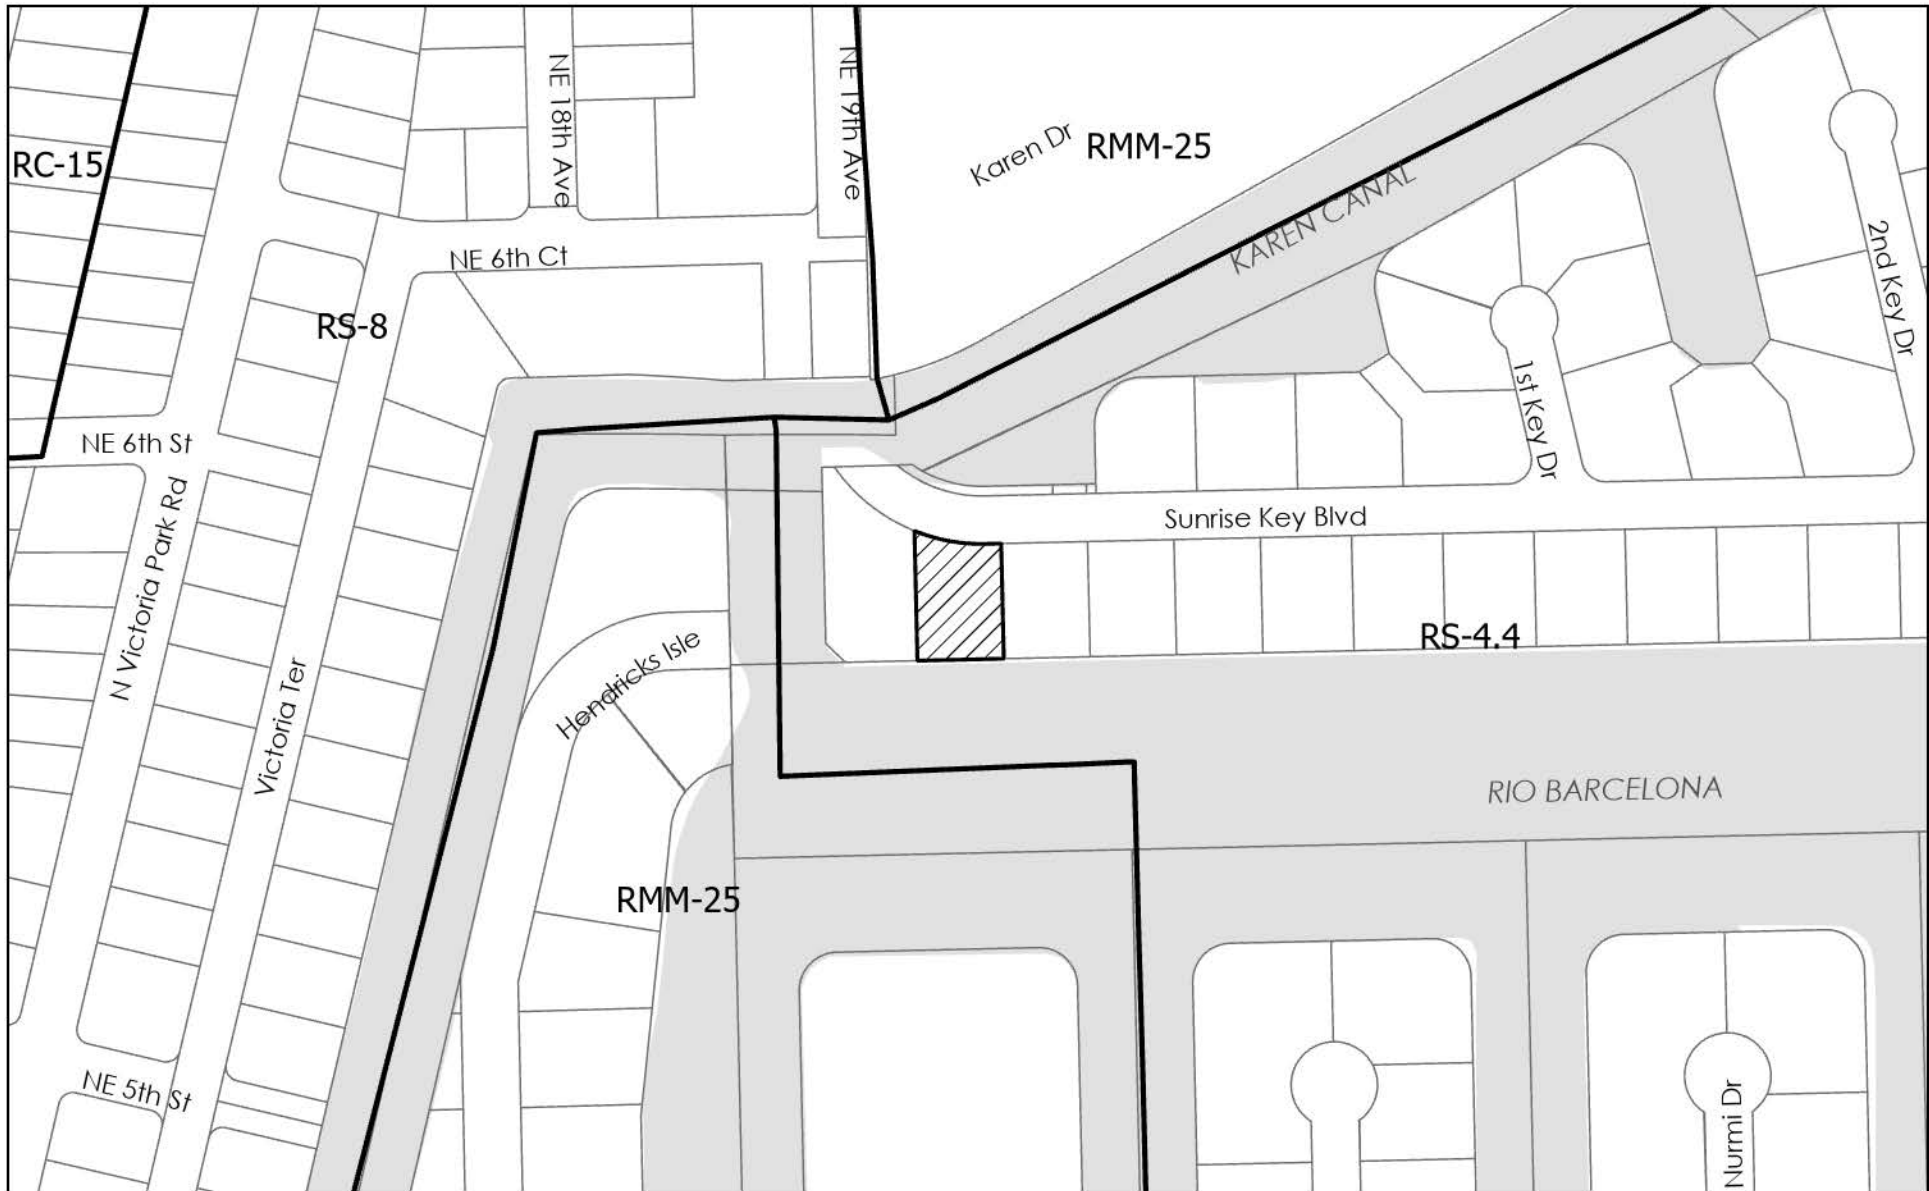 NE 18th Ave
NE 19th Ave
Karen Dr
RMM-25
RC-15
KAREN CANAL
2nd Key Dr
NE 6th Ct
RS-8
1st Key Dr
NE 6th St
N Victoria Park Rd
Sunrise Key Blvd
RS-4.4
Hendricks Isle
Victoria Ter
RIO BARCELONA
RMM-25
NE 5th St
Nurmi Dr